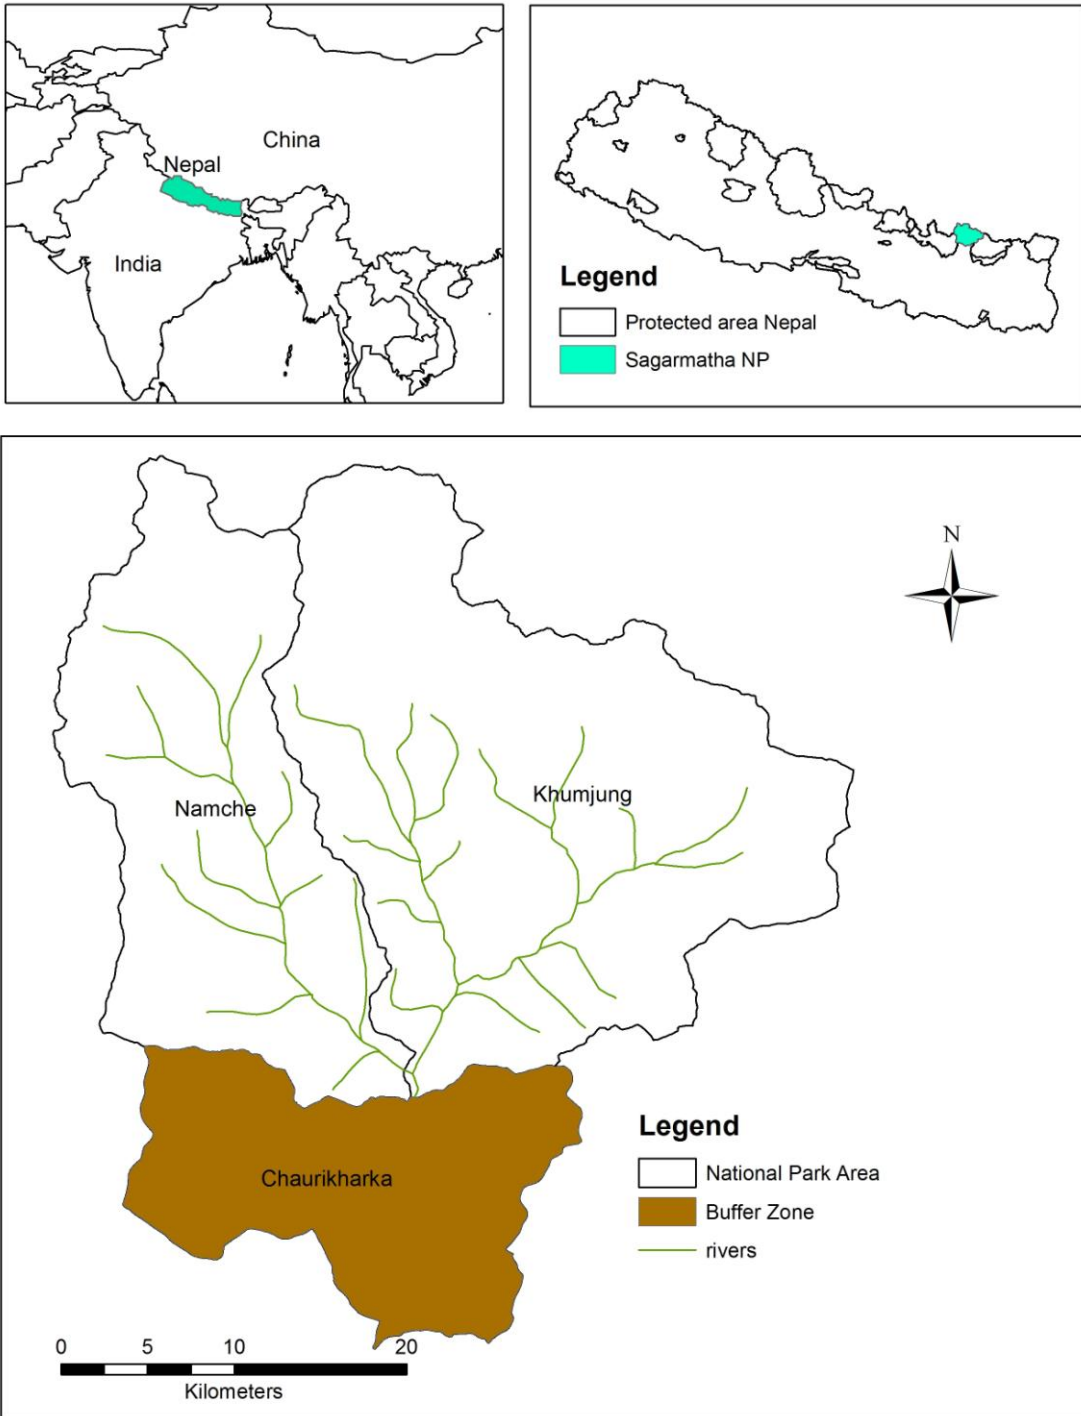 China
Nepal
India
Legend
Protected area Nepal
Sagarmatha NP
N
Namche
Khumjung
Chaurikharka
Legend
National Park Area
Buffer Zone
rivers
0 5 10 20
Kilometers